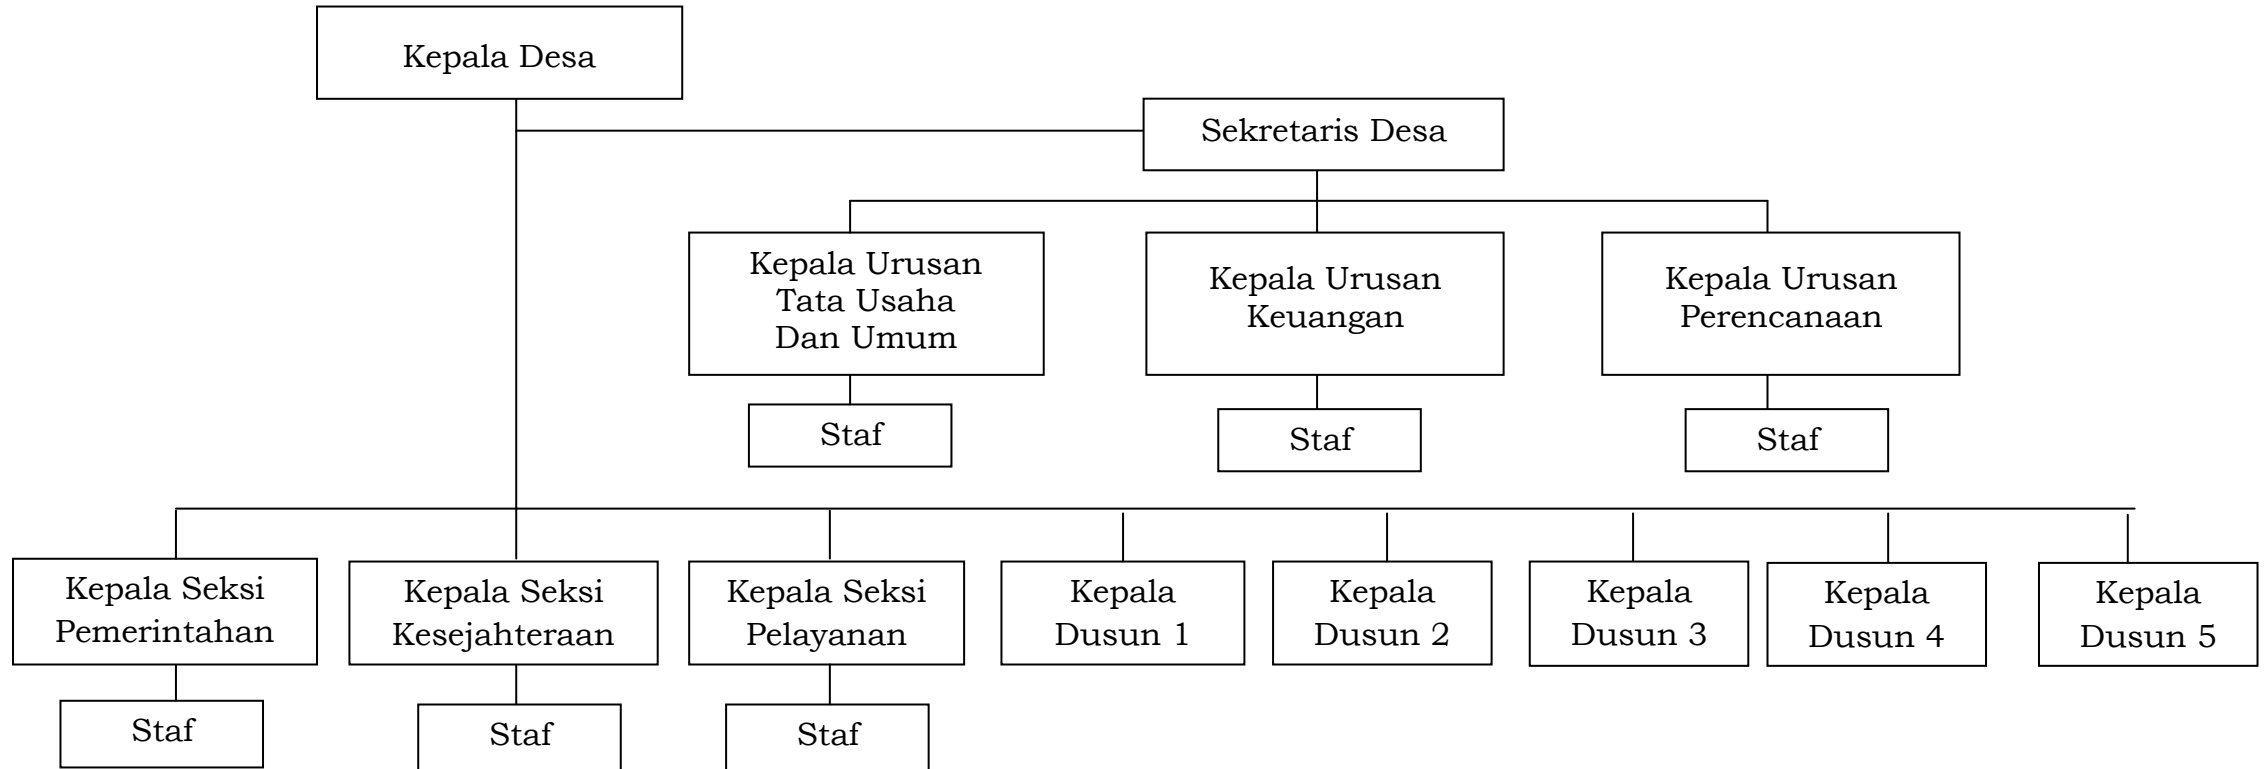 Kepala Desa
Sekretaris Desa
Kepala Urusan
Tata Usaha
Dan Umum
Kepala Urusan
Keuangan
Kepala Urusan
Perencanaan
Staf
Staf
Staf
Kepala Seksi
Pemerintahan
Kepala Seksi
Kesejahteraan
Kepala Seksi
Pelayanan
Kepala
Dusun 1
Kepala
Dusun 2
Kepala
Dusun 3
Kepala
Dusun 4
Kepala
Dusun 5
Staf
Staf
Staf